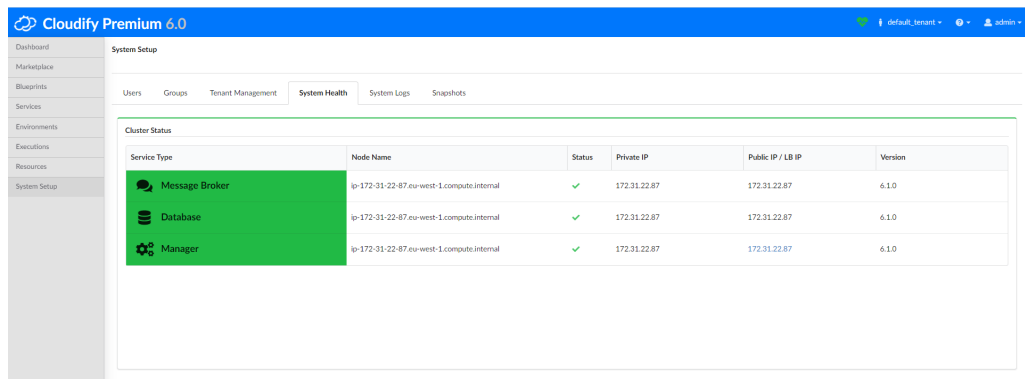 Cloudify Premium 6.0
default_tenant
admin
Dashboard
Marketplace
Blueprints
Services
Environments
Executions
Resources
System Setup
System Setup
Users Groups Tenant Management System Health System Logs Snapshots
Cluster Status
Service Type Node Name Status Private IP Public IP / LB IP Version
Message Broker ip-172-31-22-87.eu-west-1.compute.internal 172.31.22.87 172.31.22.87 6.1.0
Database ip-172-31-22-87.eu-west-1.compute.internal 172.31.22.87 172.31.22.87 6.1.0
Manager ip-172-31-22-87.eu-west-1.compute.internal 172.31.22.87 172.31.22.87 6.1.0